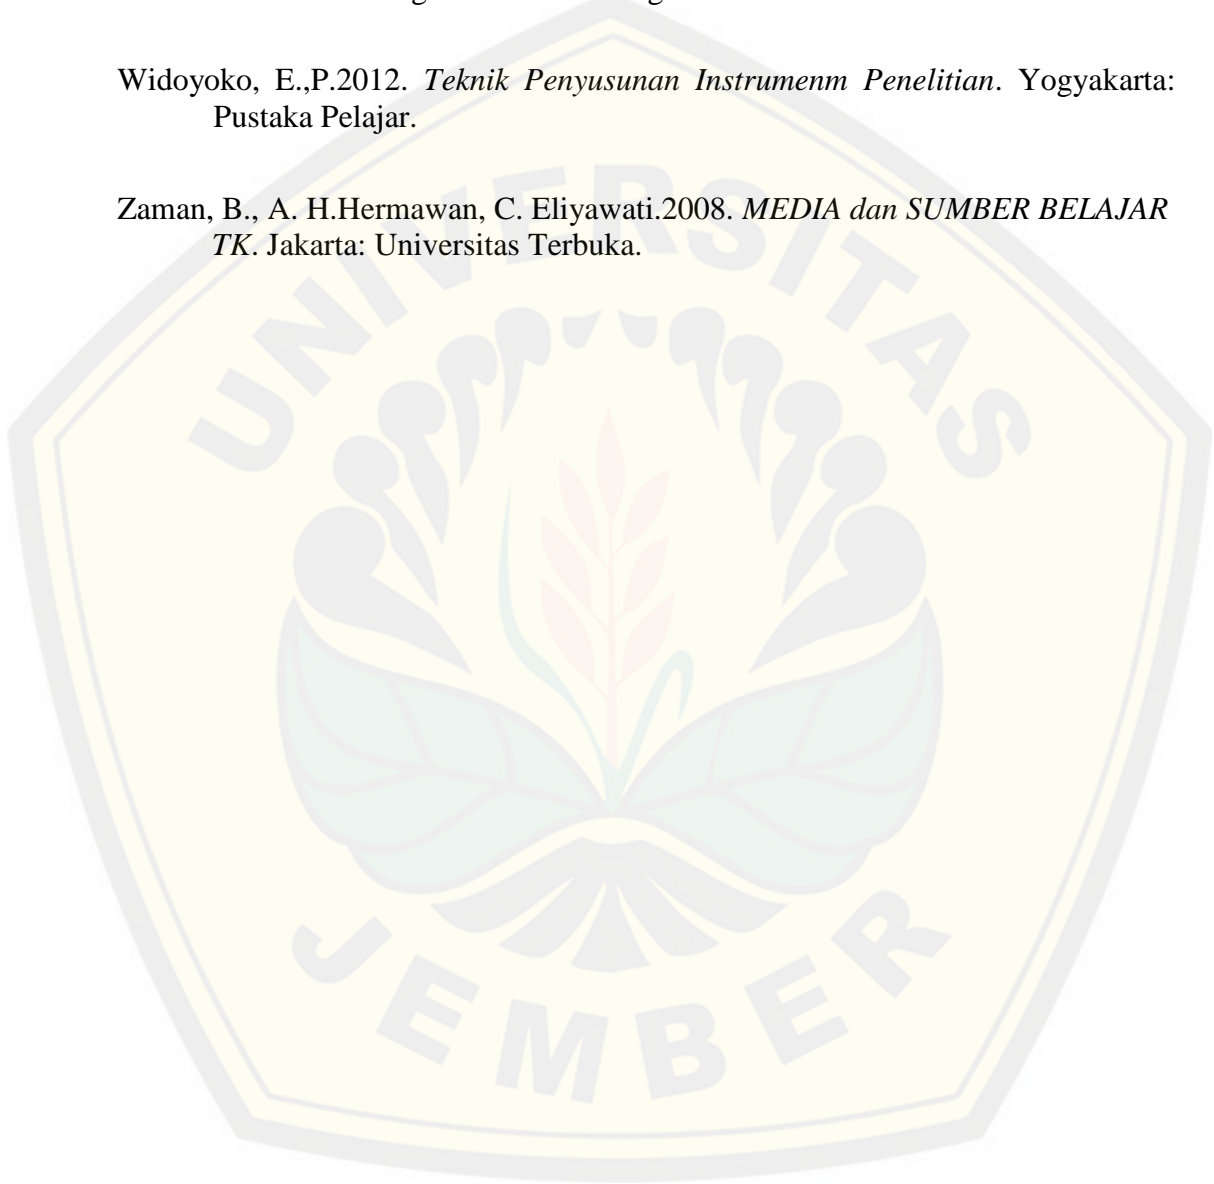 Widoyoko, E.,P.2012. Teknik Penyusunan Instrumenm Penelitian. Yogyakarta:
Pustaka Pelajar.
Zaman, B., A. H.Hermawan, C. Eliyawati.2008. MEDIA dan SUMBER BELAJAR
TK. Jakarta: Universitas Terbuka.
UNIVERSITAS
JEMBER